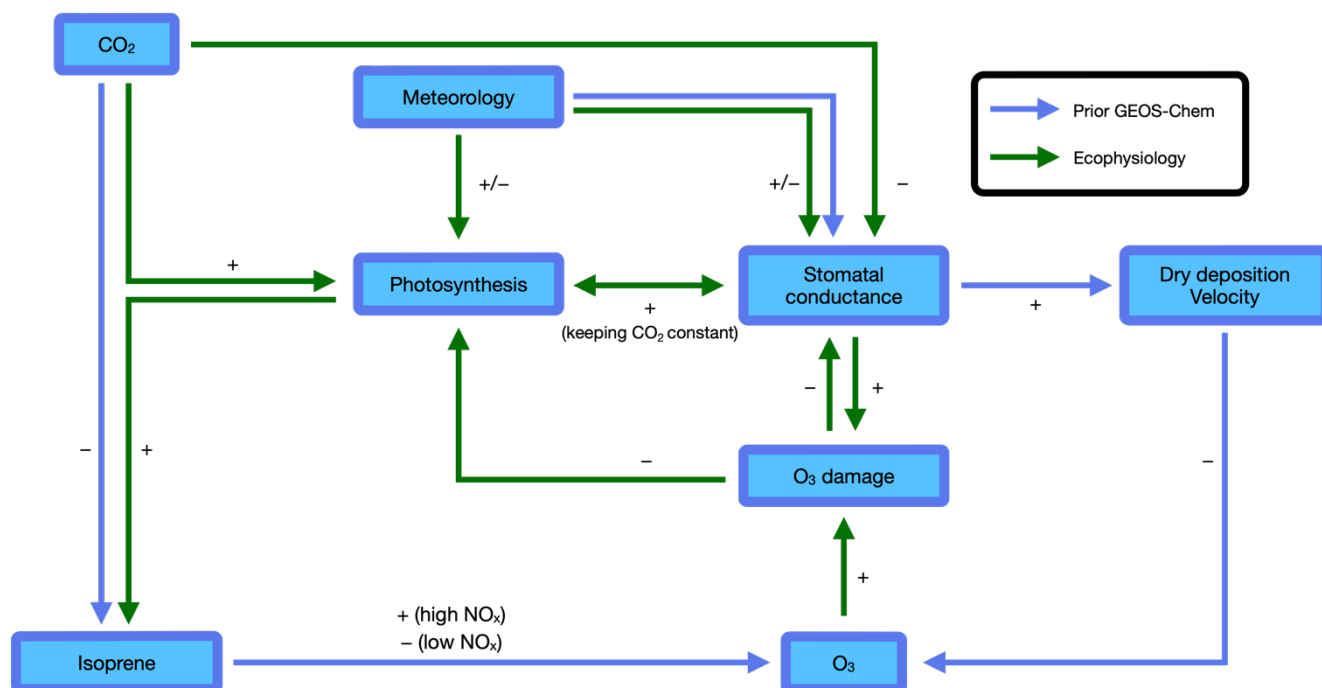 CO₂
Meteorology
Prior GEOS-Chem
Ecophysiology
+/–
+/–
–
+
Photosynthesis
Stomatal
conductance
Dry deposition
Velocity
+
(keeping CO₂ constant)
+
–
+
–
+
–
O₃ damage
–
+
+ (high NOₓ)
– (low NOₓ)
Isoprene
O₃